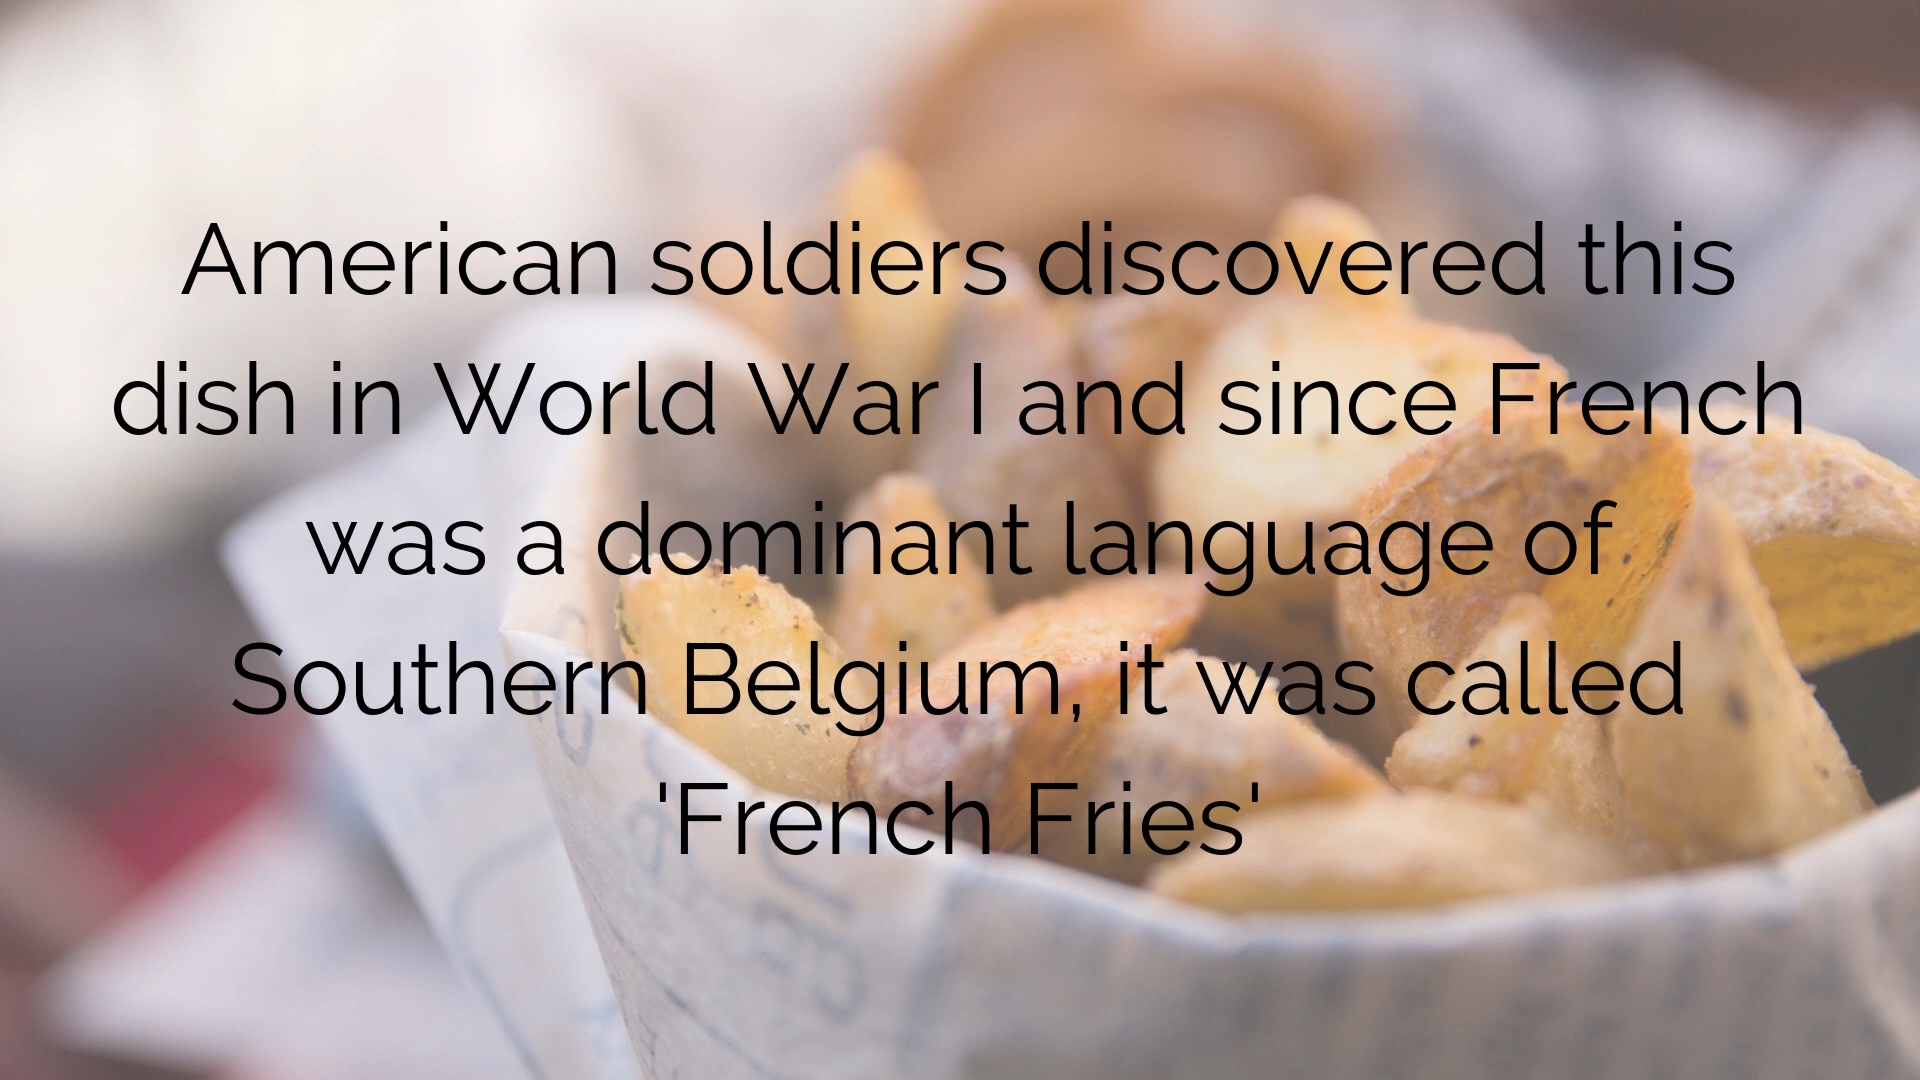 American soldiers discovered this
dish in World War I and since French
was a dominant language of
Southern Belgium, it was called
'French Fries'